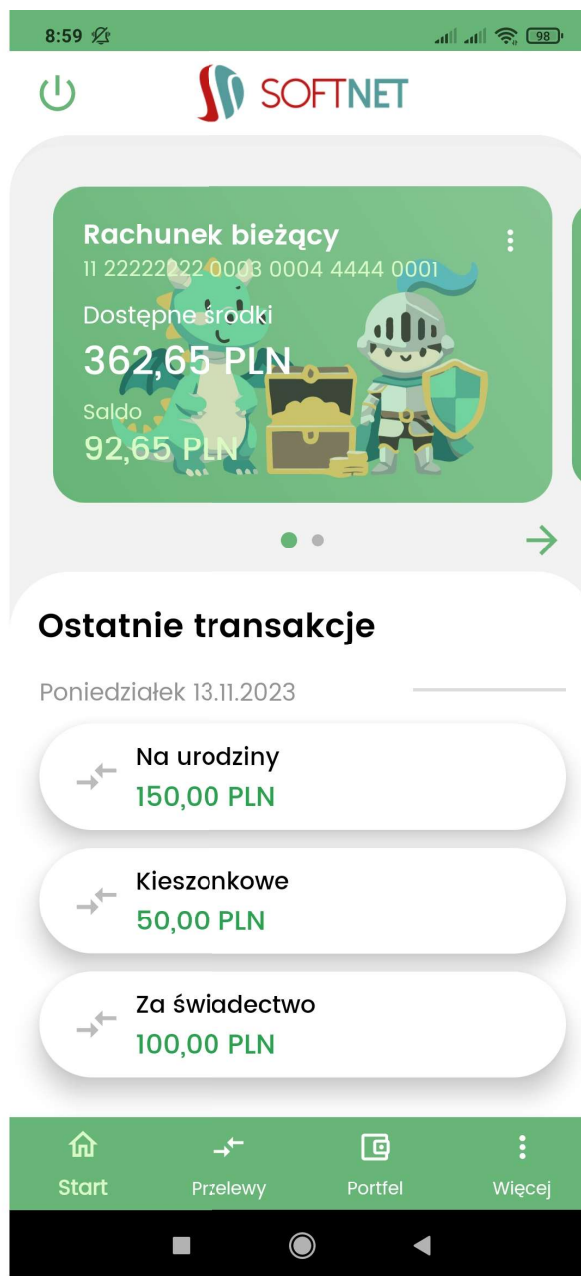 8:59
98
SOFTNET
Rachunek bieżący
11 22222222 0003 0004 4444 0001
Dostępne środki
362,65 PLN
Saldo
92,65 PLN
Ostatnie transakcje
Poniedziałek 13.11.2023
Na urodziny
150,00 PLN
Kieszonkowe
50,00 PLN
Za świadectwo
100,00 PLN
Start Przelewy Portfel Więcej